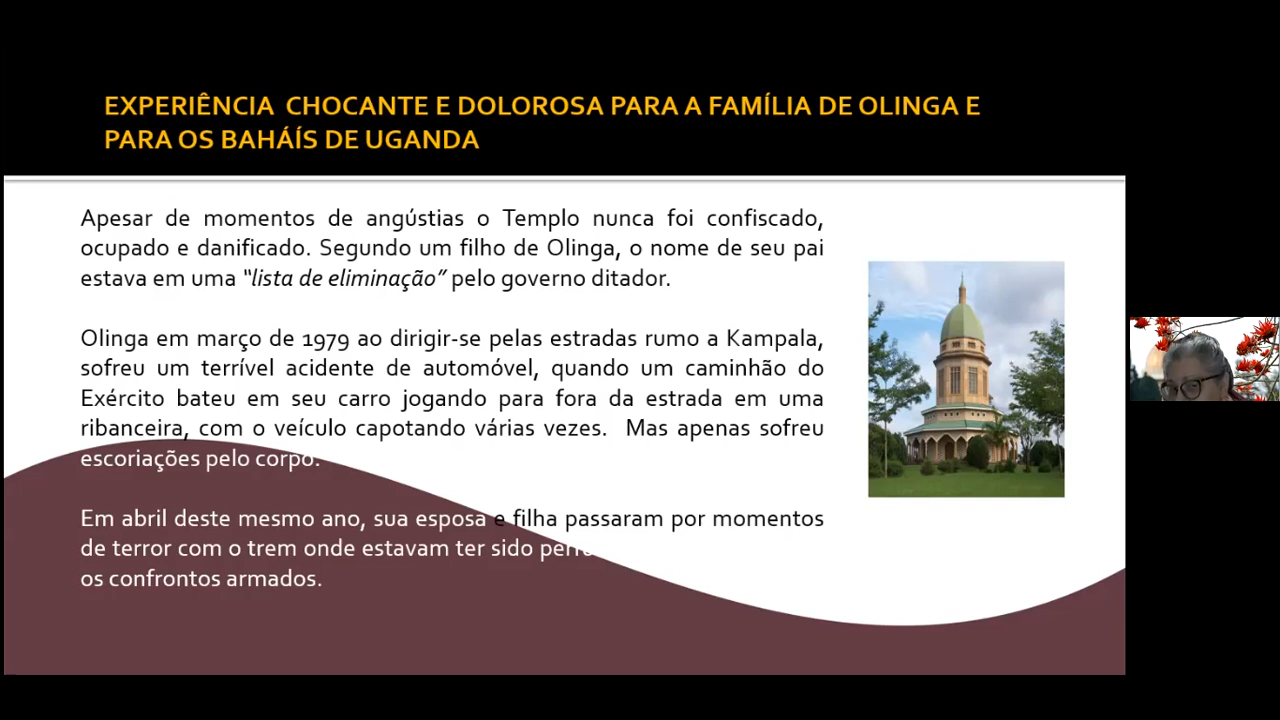 EXPERIÊNCIA CHOCANTE E DOLOROSA PARA A FAMÍLIA DE OLINGA E
PARA OS BAHÁÍS DE UGANDA
Apesar de momentos de angústias o Templo nunca foi confiscado,
ocupado e danificado. Segundo um filho de Olinga, o nome de seu pai
estava em uma “lista de eliminação” pelo governo ditador.
Olinga em março de 1979 ao dirigir-se pelas estradas rumo a Kampala,
sofreu um terrível acidente de automóvel, quando um caminhão do
Exército bateu em seu carro jogando para fora da estrada em uma
ribanceira, com o veículo capotando várias vezes. Mas apenas sofreu
escoriações pelo corpo.
Em abril deste mesmo ano, sua esposa e filha passaram por momentos
de terror com o trem onde estavam ter sido
os confrontos armados.